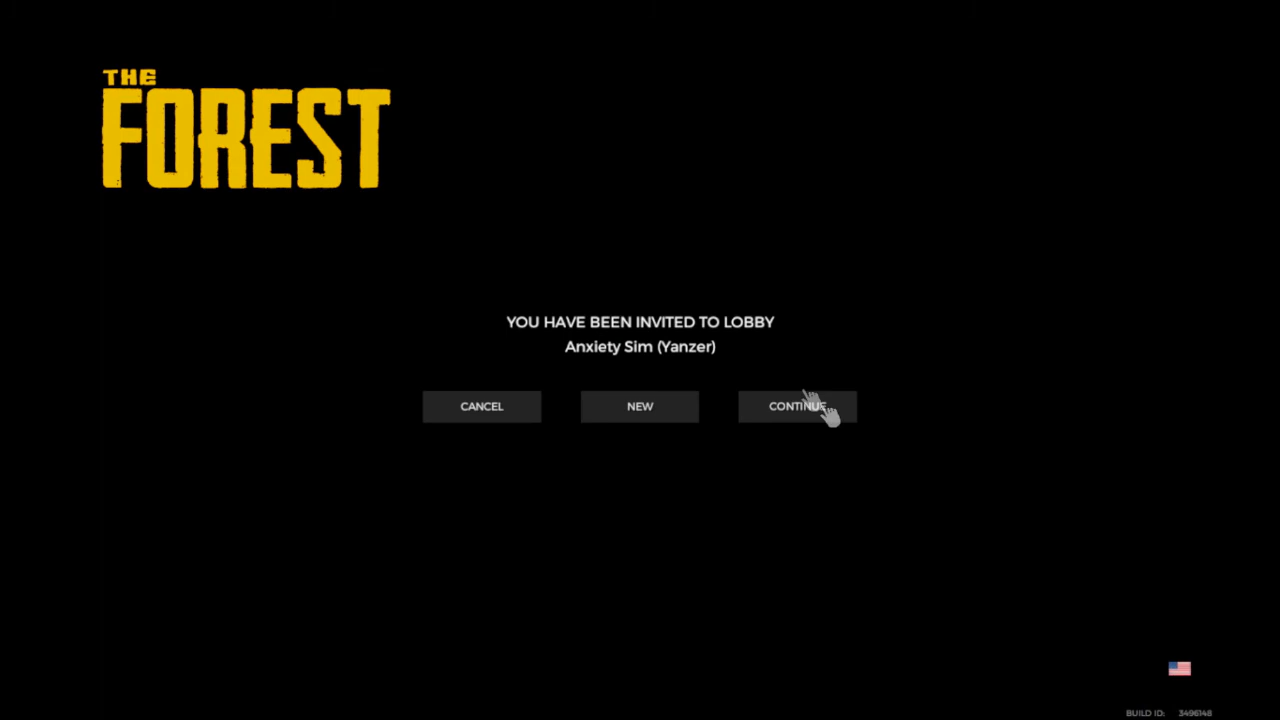 THE
FOREST
YOU HAVE BEEN INVITED TO LOBBY
Anxiety Sim (Yanzer)
CANCEL NEW CONTINUE
BUILD ID: 3496148